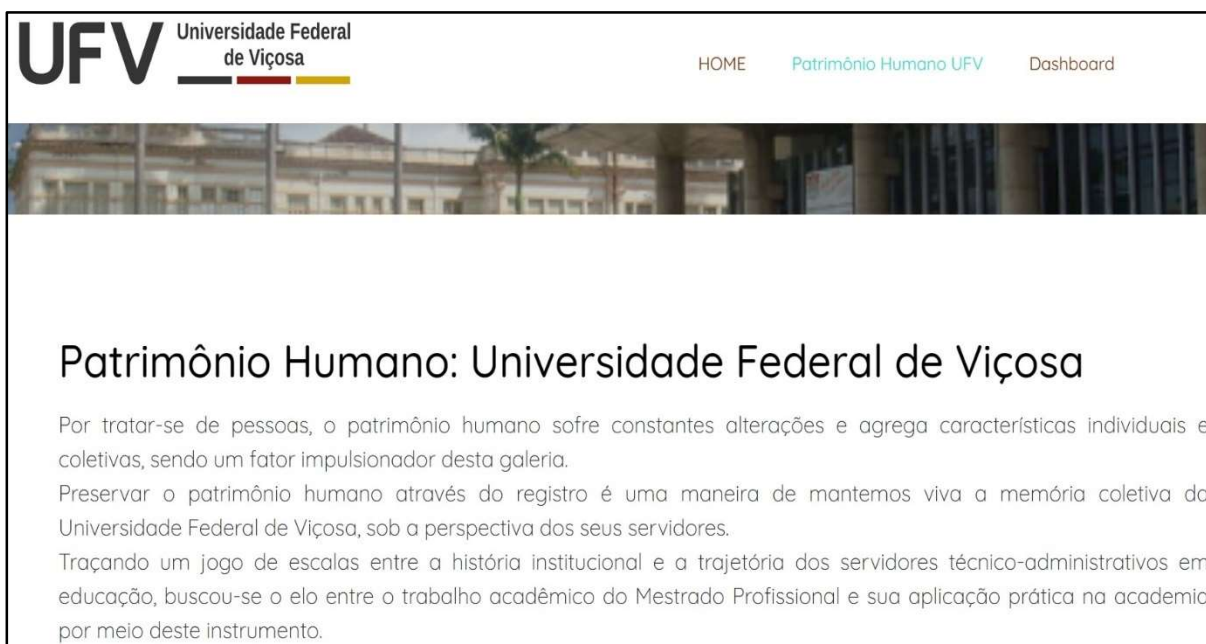 UFV
Universidade Federal
de Viçosa
HOME Patrimônio Humano UFV Dashboard
Patrimônio Humano: Universidade Federal de Viçosa
Por tratar-se de pessoas, o patrimônio humano sofre constantes alterações e agrega características individuais e
coletivas, sendo um fator impulsionador desta galeria.
Preservar o patrimônio humano através do registro é uma maneira de mantemos viva a memória coletiva da
Universidade Federal de Viçosa, sob a perspectiva dos seus servidores.
Traçando um jogo de escalas entre a história institucional e a trajetória dos servidores técnico-administrativos em
educação, buscou-se o elo entre o trabalho acadêmico do Mestrado Profissional e sua aplicação prática na academia
por meio deste instrumento.